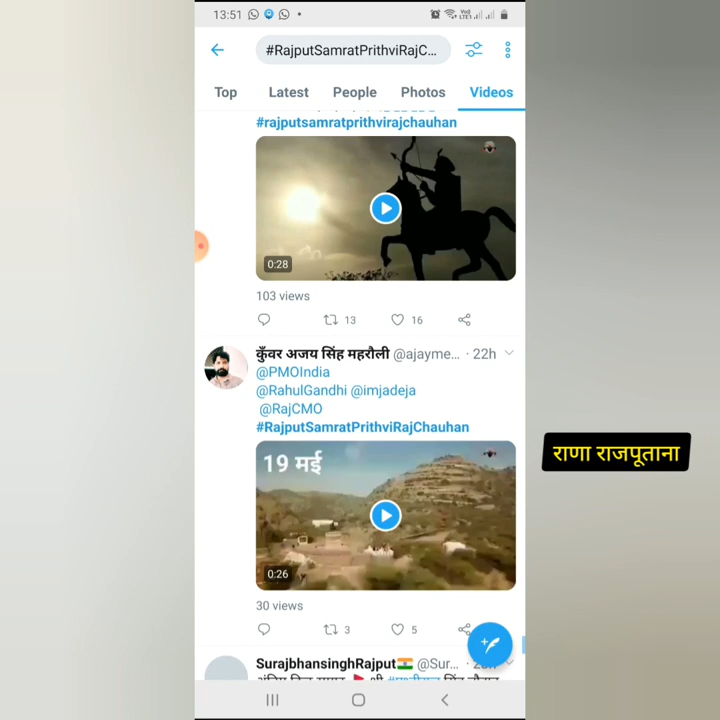 13:51
#RajputSamratPrithviRajC...
Top Latest People Photos Videos
#rajputsamratprithvirajchauhan
0:28
103 views
13 16
कुँवर अजय सिंह महरौली @ajayme... · 22h
@PMOIndia
@RahulGandhi @imjadeja
@RajCMO
#RajputSamratPrithviRajChauhan
19 मई
राणा राजपूताना
0:26
30 views
3 5
SurajbhansinghRajput @Sur... ·